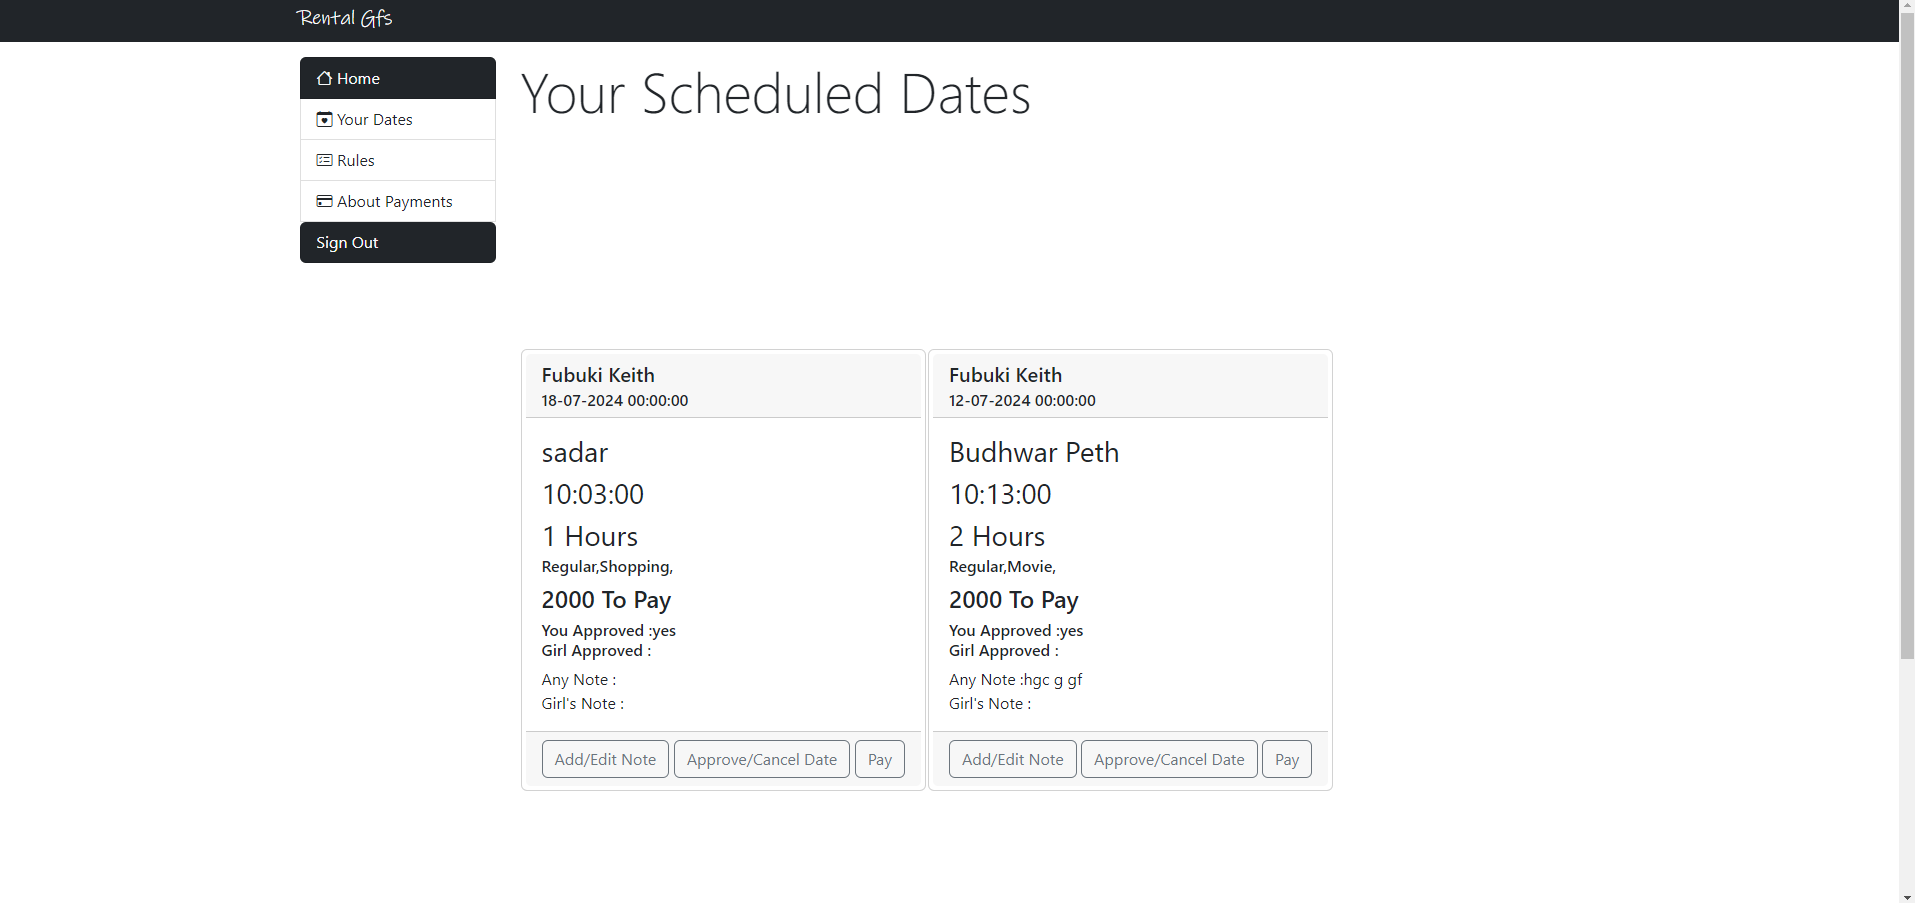 Rental Gfs
Home
Your Dates
Rules
About Payments
Sign Out
Your Scheduled Dates
Fubuki Keith
18-07-2024 00:00:00
sadar
10:03:00
1 Hours
Regular,Shopping,
2000 To Pay
You Approved :yes
Girl Approved :
Any Note :
Girl's Note :
Add/Edit Note Approve/Cancel Date Pay
Fubuki Keith
12-07-2024 00:00:00
Budhwar Peth
10:13:00
2 Hours
Regular,Movie,
2000 To Pay
You Approved :yes
Girl Approved :
Any Note :hgc g gf
Girl's Note :
Add/Edit Note Approve/Cancel Date Pay